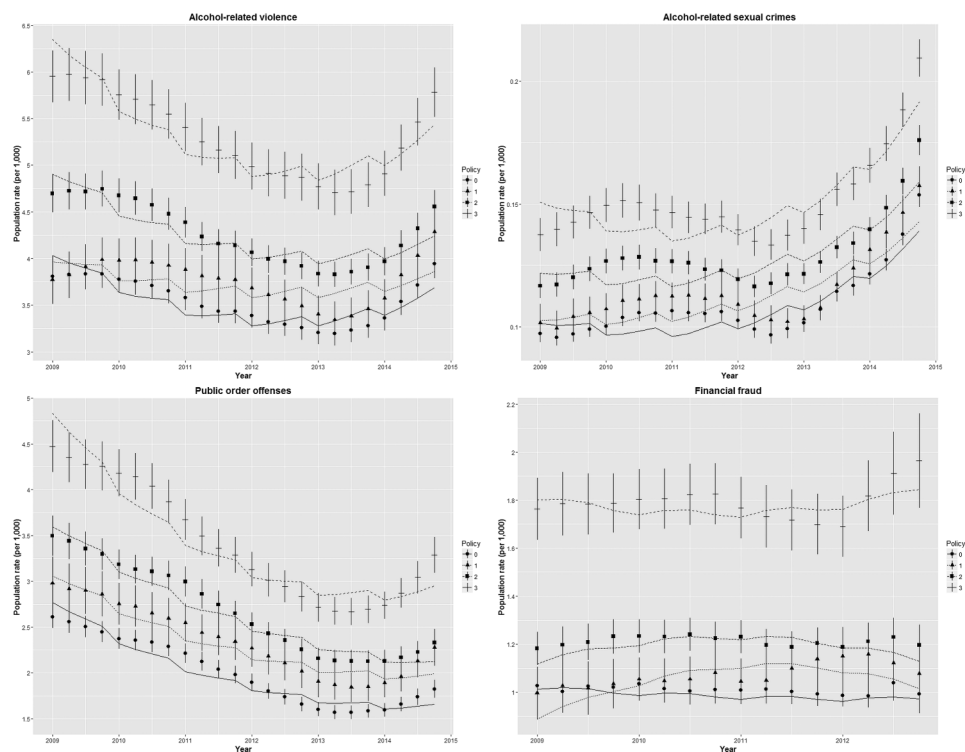 Alcohol-related violence
Population rate (per 1,000)
6.5
6
5.5
5
4.5
4
3.5
3
2009 2010 2011 2012 2013 2014 2015
Year
Policy
0
1
2
3
Alcohol-related sexual crimes
Population rate (per 1,000)
0.2
0.15
0.1
2009 2010 2011 2012 2013 2014 2015
Year
Policy
0
1
2
3
Public order offenses
Population rate (per 1,000)
5
4.5
4
3.5
3
2.5
2
1.5
2009 2010 2011 2012 2013 2014 2015
Year
Policy
0
1
2
3
Financial fraud
Population rate (per 1,000)
2.2
2
1.8
1.6
1.4
1.2
1
2009 2010 2011 2012
Year
Policy
0
1
2
3